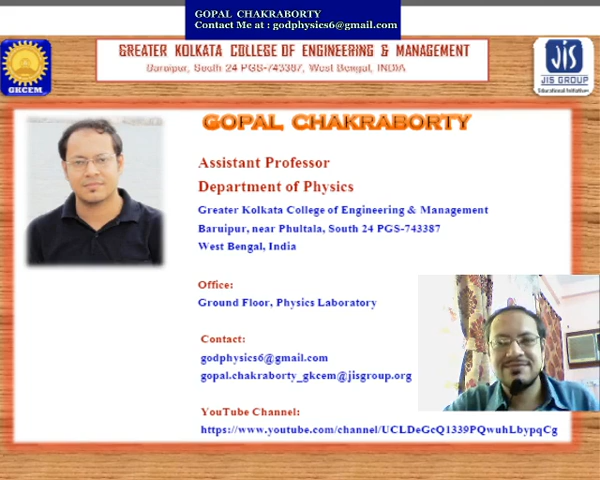 GOPAL CHAKRABORTY
Contact Me at : godphysics6@gmail.com
GREATER KOLKATA COLLEGE OF ENGINEERING & MANAGEMENT
Baruipur, South 24 PGS-743387, West Bengal, INDIA
GKCEM
JIS
JIS GROUP
Educational Initiatives
GOPAL CHAKRABORTY
Assistant Professor
Department of Physics
Greater Kolkata College of Engineering & Management
Baruipur, near Phultala, South 24 PGS-743387
West Bengal, India
Office:
Ground Floor, Physics Laboratory
Contact:
godphysics6@gmail.com
gopal.chakraborty_gkcem@jisgroup.org
YouTube Channel:
https://www.youtube.com/channel/UCLDeGcQ1339PQwuhLbypqCg